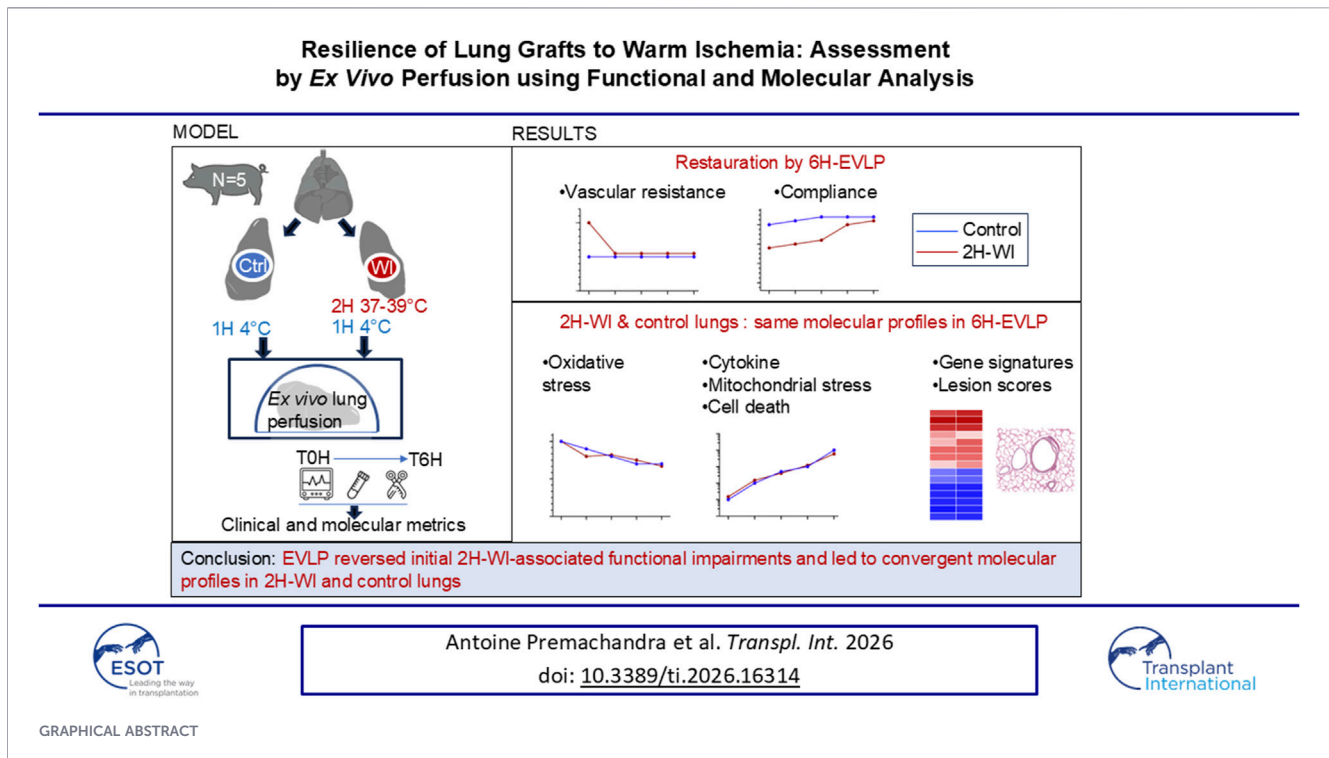 Resilience of Lung Grafts to Warm Ischemia: Assessment
by Ex Vivo Perfusion using Functional and Molecular Analysis
MODEL
N=5
Ctrl
WI
2H 37-39°C
1H 4°C
1H 4°C
Ex vivo lung
perfusion
T0H
T6H
Clinical and molecular metrics
RESULTS
Restauration by 6H-EVLP
•Vascular resistance
•Compliance
Control
2H-WI
2H-WI & control lungs : same molecular profiles in 6H-EVLP
•Oxidative
stress
•Cytokine
•Mitochondrial stress
•Cell death
•Gene signatures
•Lesion scores
Conclusion: EVLP reversed initial 2H-WI-associated functional impairments and led to convergent molecular
profiles in 2H-WI and control lungs
ESOT
Leading the way
in transplantation
Antoine Premachandra et al. Transpl. Int. 2026
doi: 10.3389/ti.2026.16314
Transplant
International
GRAPHICAL ABSTRACT